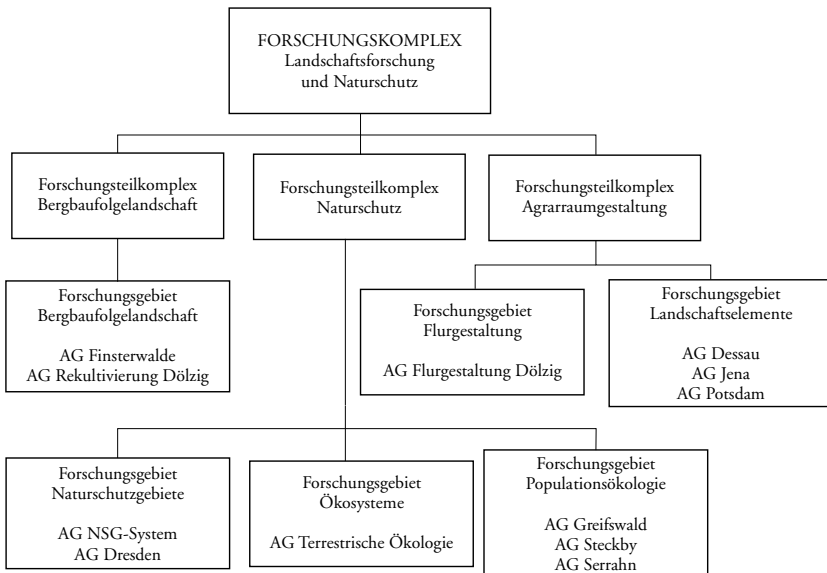 FORSCHUNGSKOMPLEX
Landschaftsforschung
und Naturschutz
Forschungsteilkomplex
Bergbaufolgelandschaft
Forschungsteilkomplex
Naturschutz
Forschungsteilkomplex
Agrarraumgestaltung
Forschungsgebiet
Bergbaufolgelandschaft
AG Finsterwalde
AG Rekultivierung Dölzig
Forschungsgebiet
Flurgestaltung
AG Flurgestaltung Dölzig
Forschungsgebiet
Landschaftselemente
AG Dessau
AG Jena
AG Potsdam
Forschungsgebiet
Naturschutzgebiete
AG NSG-System
AG Dresden
Forschungsgebiet
Ökosysteme
AG Terrestrische Ökologie
Forschungsgebiet
Populationsökologie
AG Greifswald
AG Steckby
AG Serrahn